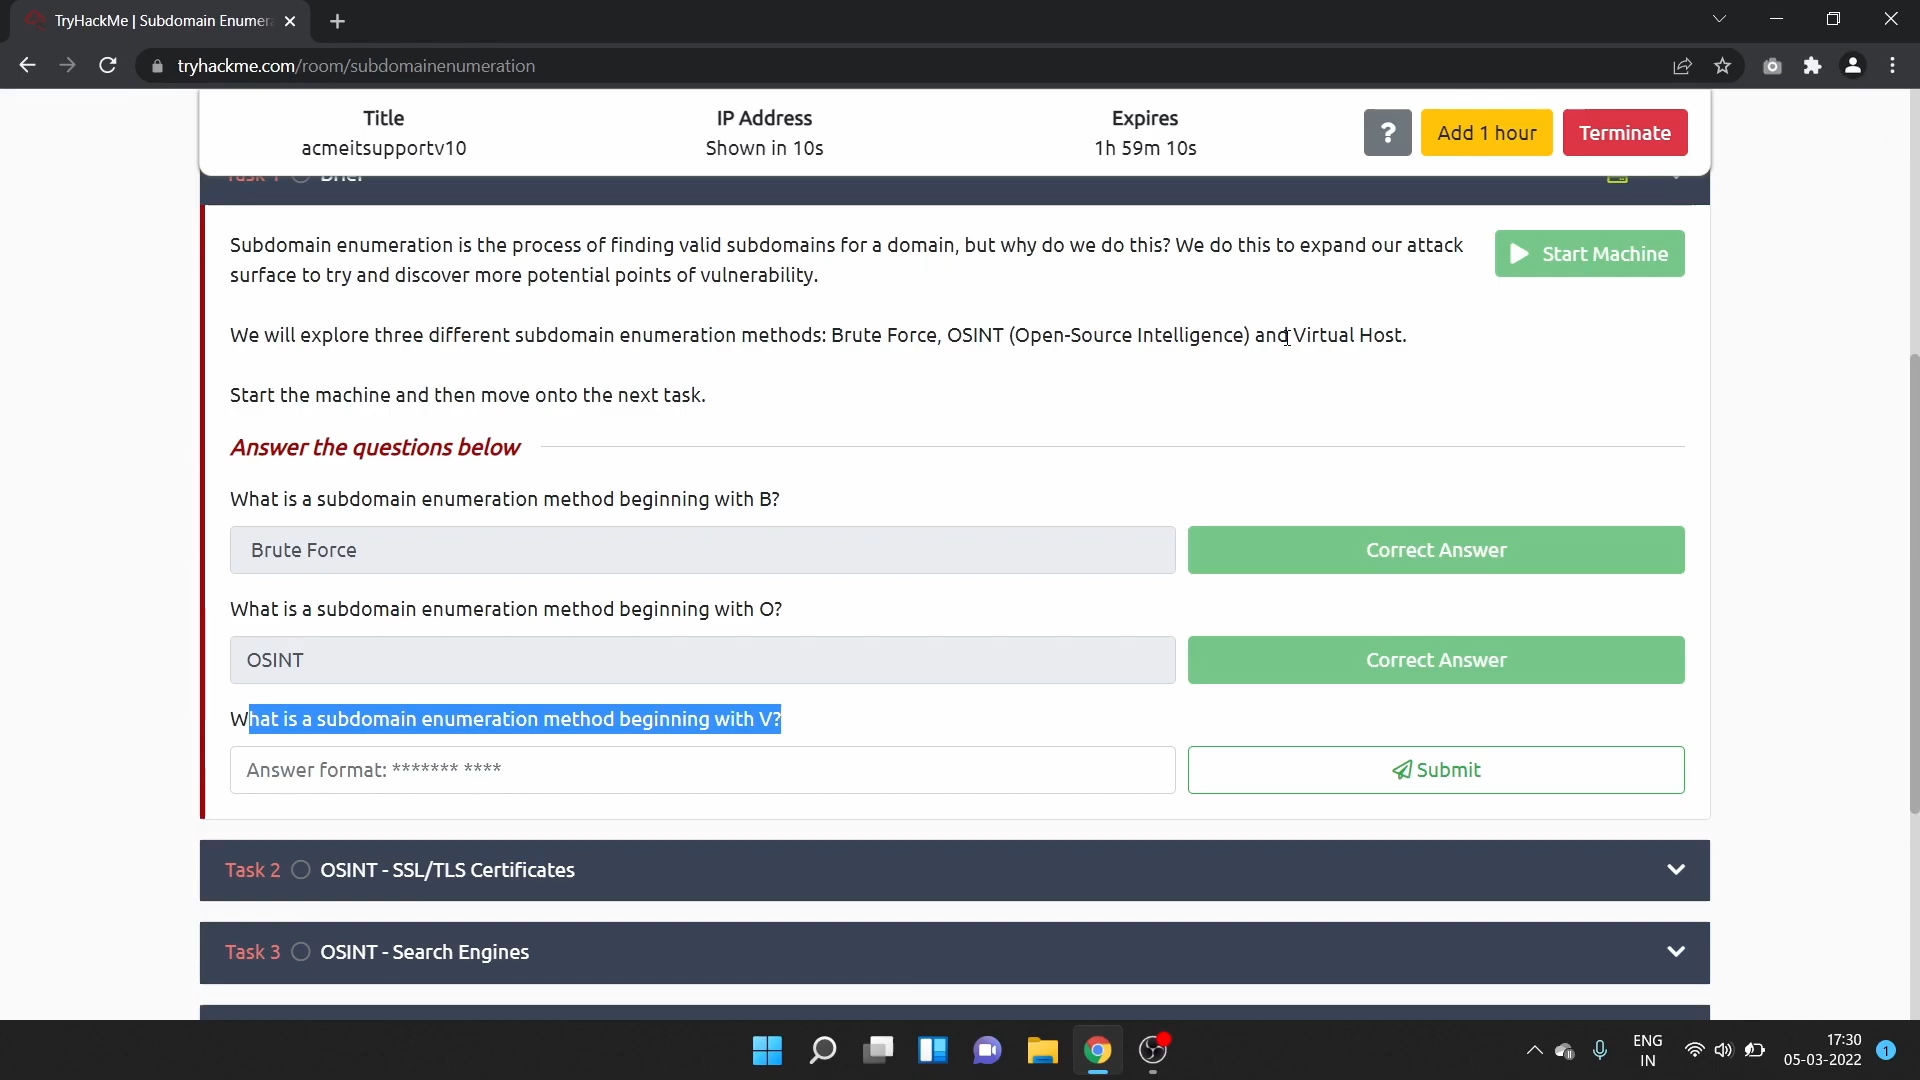 TryHackMe | Subdomain Enumer
tryhackme.com/room/subdomainenumeration
Title
acmeitsupportv10
IP Address
Shown in 10s
Expires
1h 59m 10s
?
Add 1 hour
Terminate
Task 1 Brief
Subdomain enumeration is the process of finding valid subdomains for a domain, but why do we do this? We do this to expand our attack
surface to try and discover more potential points of vulnerability.
Start Machine
We will explore three different subdomain enumeration methods: Brute Force, OSINT (Open-Source Intelligence) and Virtual Host.
Start the machine and then move onto the next task.
Answer the questions below
What is a subdomain enumeration method beginning with B?
Brute Force
Correct Answer
What is a subdomain enumeration method beginning with O?
OSINT
Correct Answer
What is a subdomain enumeration method beginning with V?
Answer format: ******* ****
Submit
Task 2 OSINT - SSL/TLS Certificates
Task 3 OSINT - Search Engines
ENG
IN
17:30
05-03-2022
1